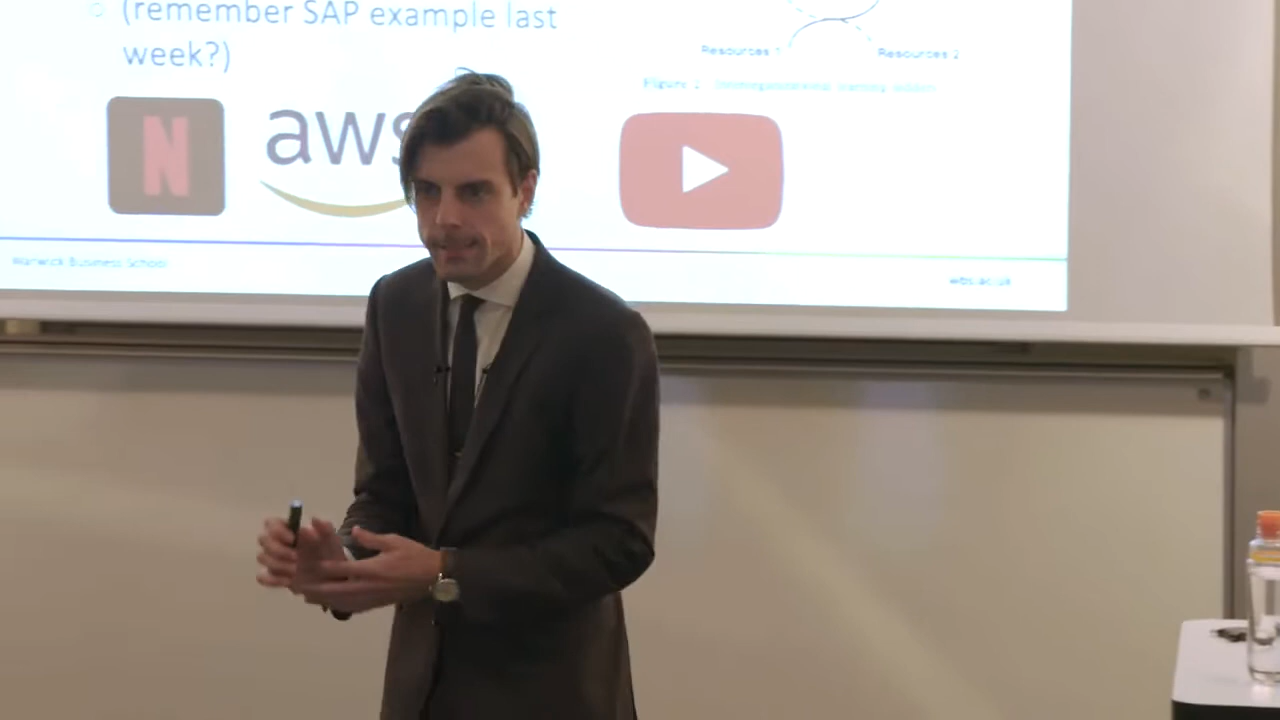 (remember SAP example last
week?)
Resources 1
Resources 2
N
aws
Warwick Business School
wbs.ac.uk